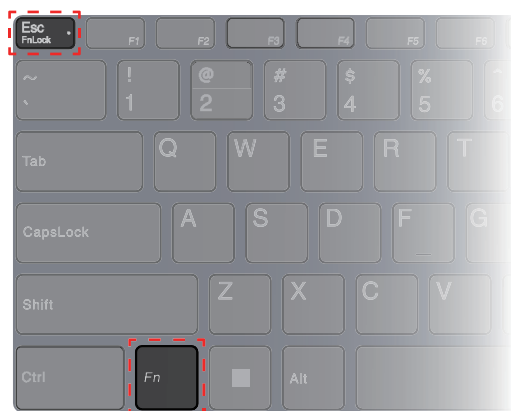 Esc
FnLock
F1
F2
F3
F4
F5
F6
~
`
!
1
@
2
#
3
$
4
%
5
^
6
Tab
Q
W
E
R
T
CapsLock
A
S
D
F
G
Shift
Z
X
C
V
Ctrl
Fn
Alt